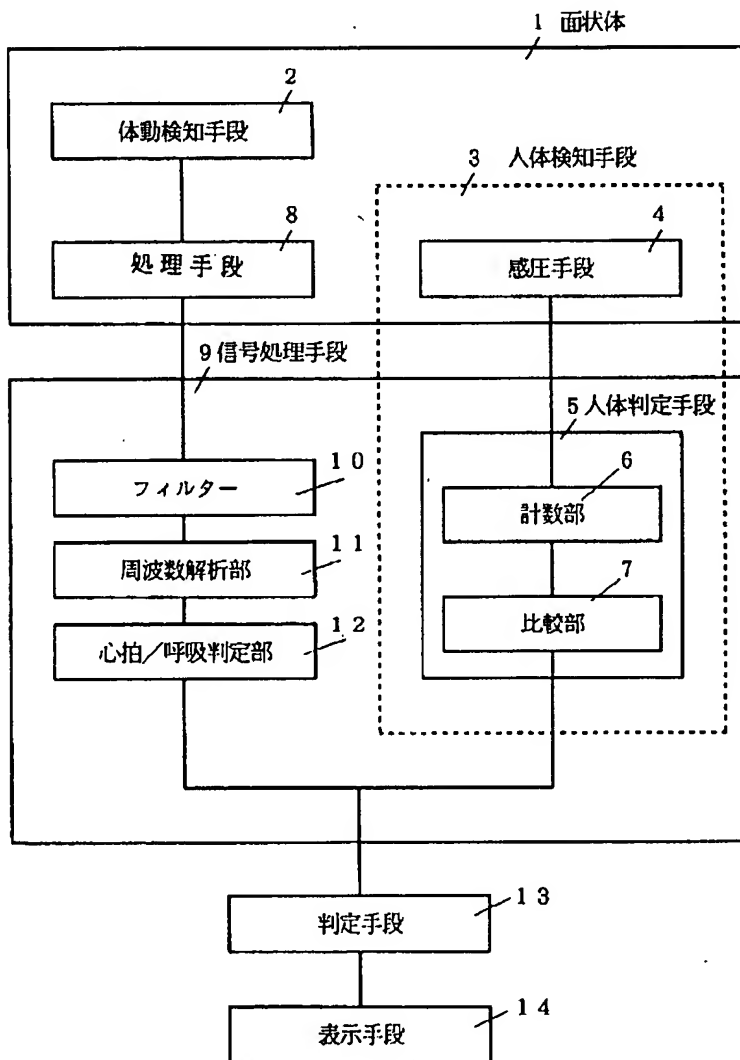 1 面状体
2
体動検知手段
3 人体検知手段
8
処理手段
4
感圧手段
9信号処理手段
5人体判定手段
10
フィルター
6
計数部
11
周波数解析部
7
比較部
12
心拍／呼吸判定部
13
判定手段
14
表示手段